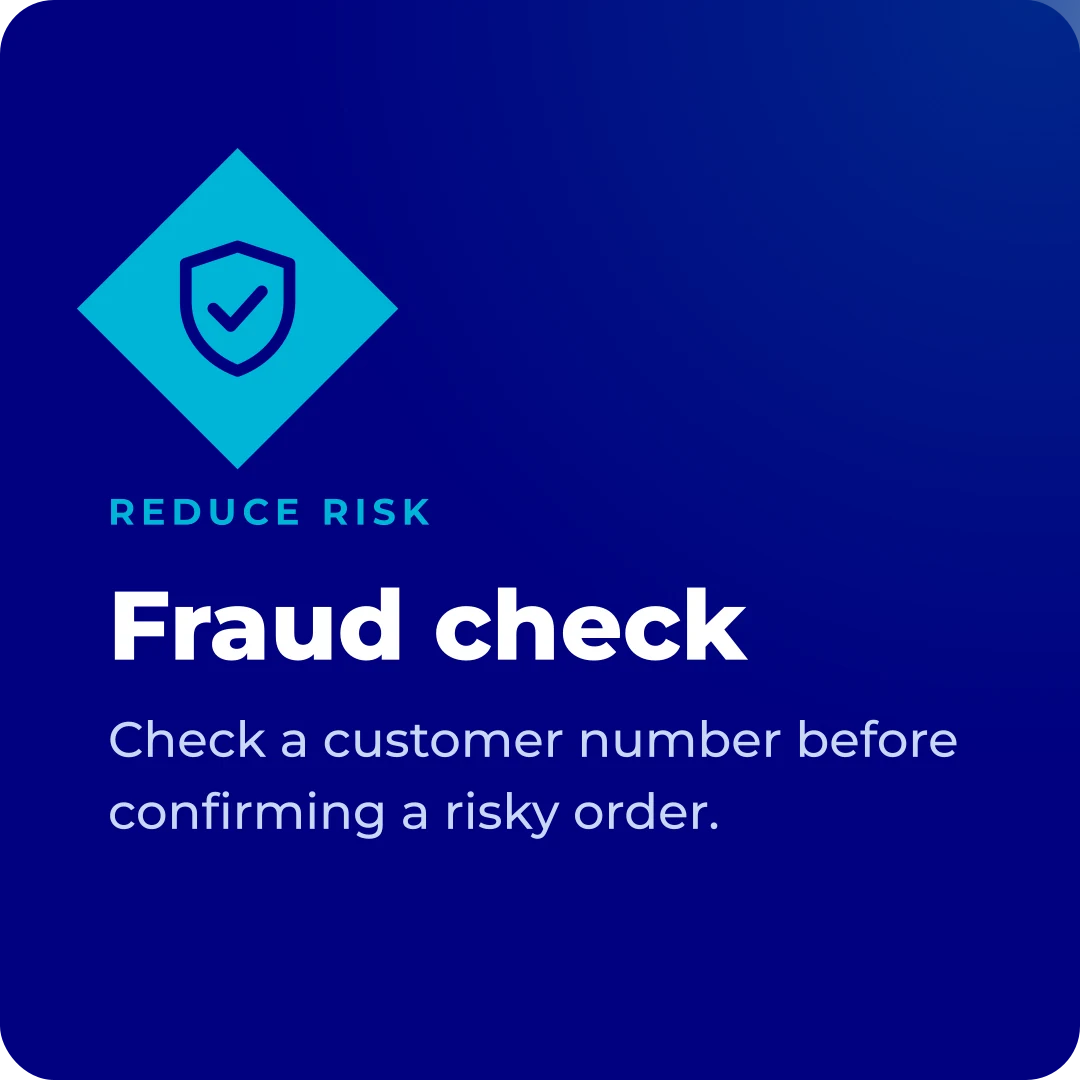 REDUCE RISK
Fraud check
Check a customer number before
confirming a risky order.